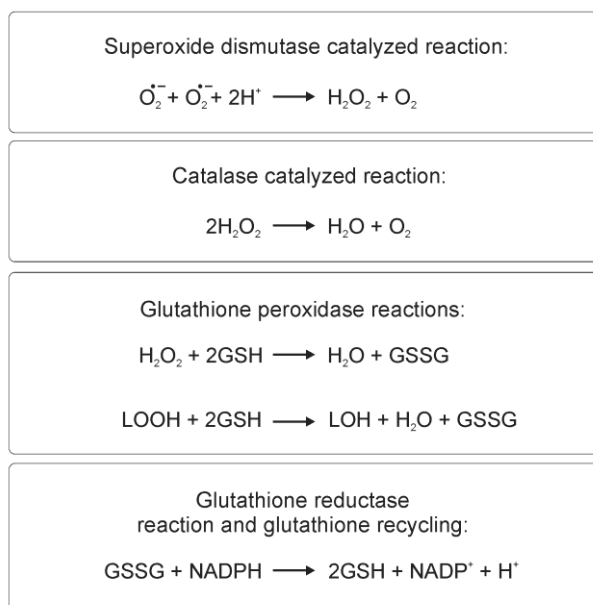 Superoxide dismutase catalyzed reaction:
O₂•⁻ + O₂•⁻ + 2H⁺ ⟶ H₂O₂ + O₂
Catalase catalyzed reaction:
2H₂O₂ ⟶ H₂O + O₂
Glutathione peroxidase reactions:
H₂O₂ + 2GSH ⟶ H₂O + GSSG
LOOH + 2GSH ⟶ LOH + H₂O + GSSG
Glutathione reductase
reaction and glutathione recycling:
GSSG + NADPH ⟶ 2GSH + NADP⁺ + H⁺